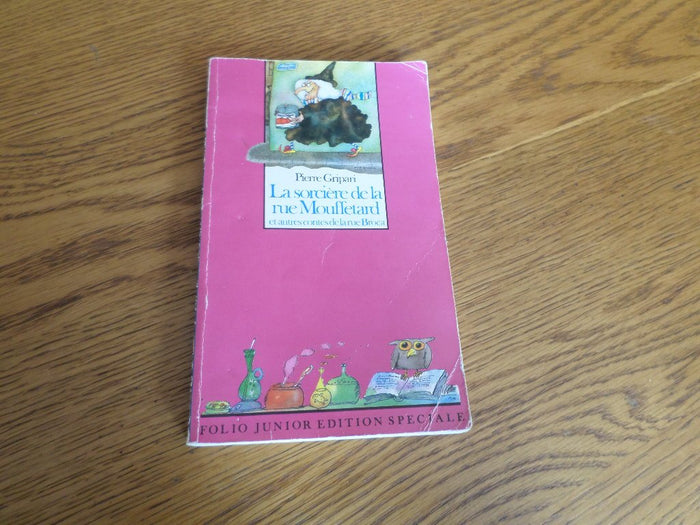 Pierre Gripari
La sorcière de la
rue Mouffetard
et autres contes de la rue Broca
FOLIO JUNIOR EDITION SPECIALE